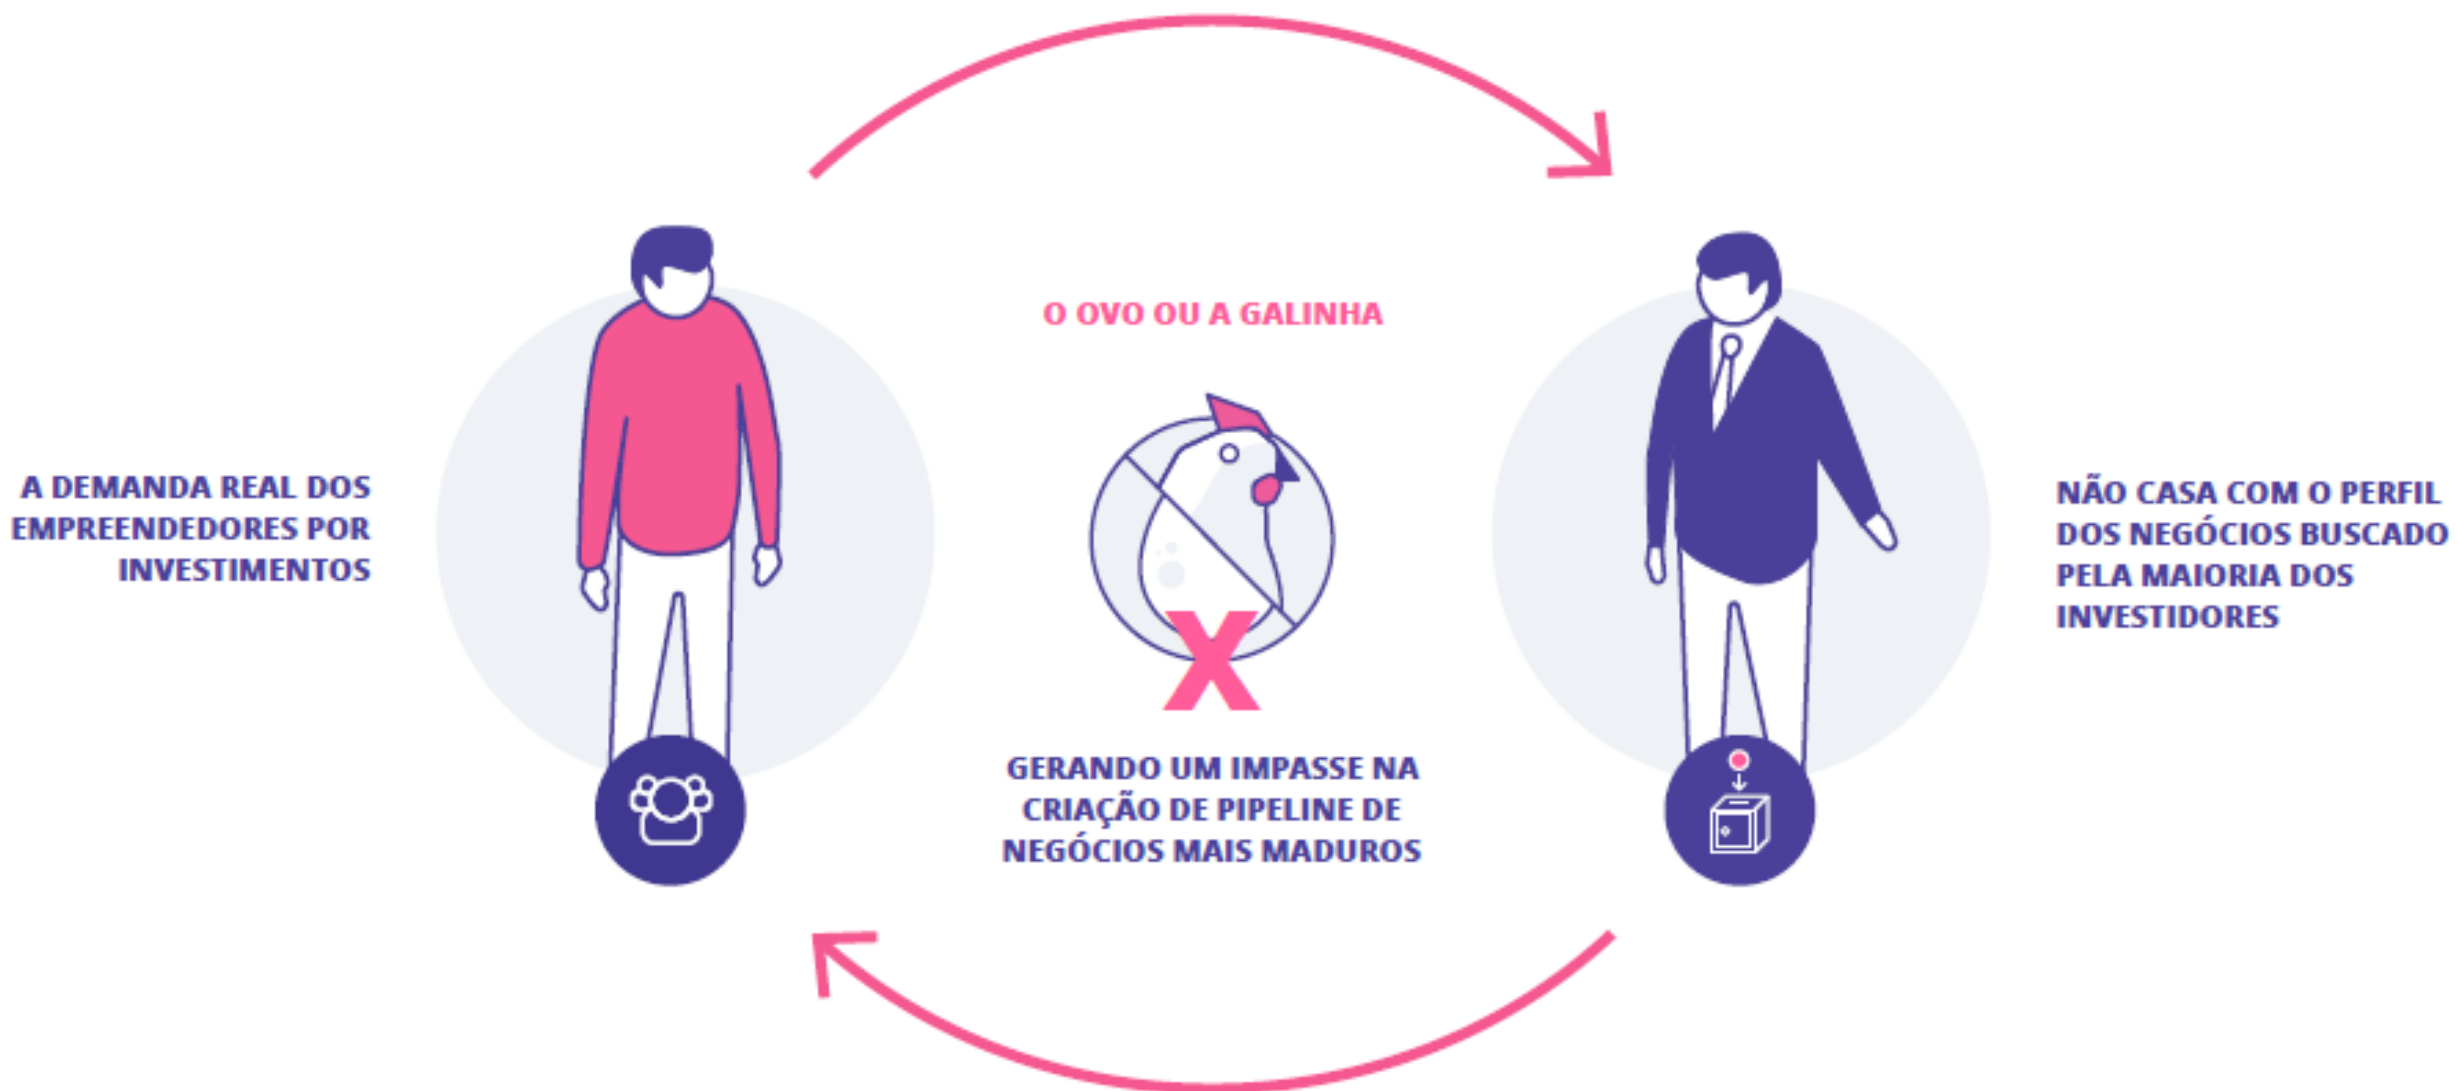 A DEMANDA REAL DOS
EMPREENDEDORES POR
INVESTIMENTOS
O OVO OU A GALINHA
X
GERANDO UM IMPASSE NA
CRIAÇÃO DE PIPELINE DE
NEGÓCIOS MAIS MADUROS
NÃO CASA COM O PERFIL
DOS NEGÓCIOS BUSCADO
PELA MAIORIA DOS
INVESTIDORES